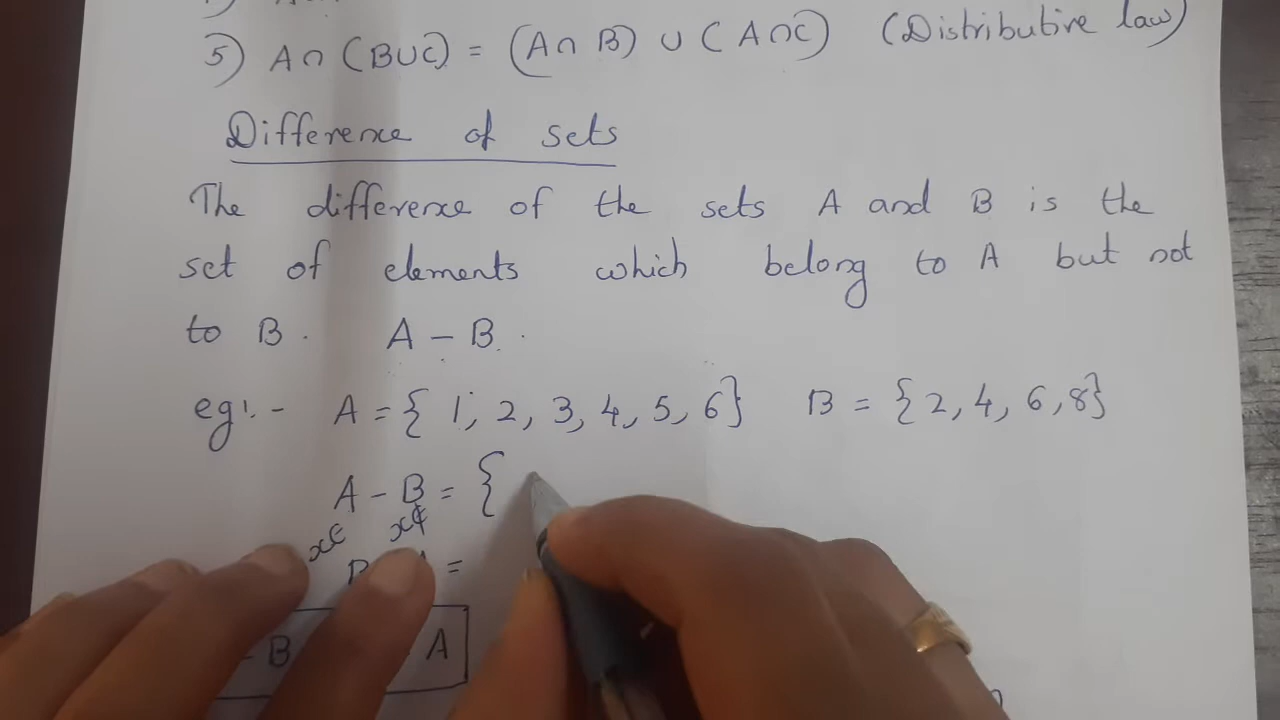 5) A∩(B∪C) = (A∩B) ∪ (A∩C) (Distributive law)
Difference of sets
The difference of the sets A and B is the
set of elements which belong to A but not
to B. A - B.
eg:- A = { 1, 2, 3, 4, 5, 6} B = {2, 4, 6, 8}
A - B = {
x∈ x∉
B =
B A